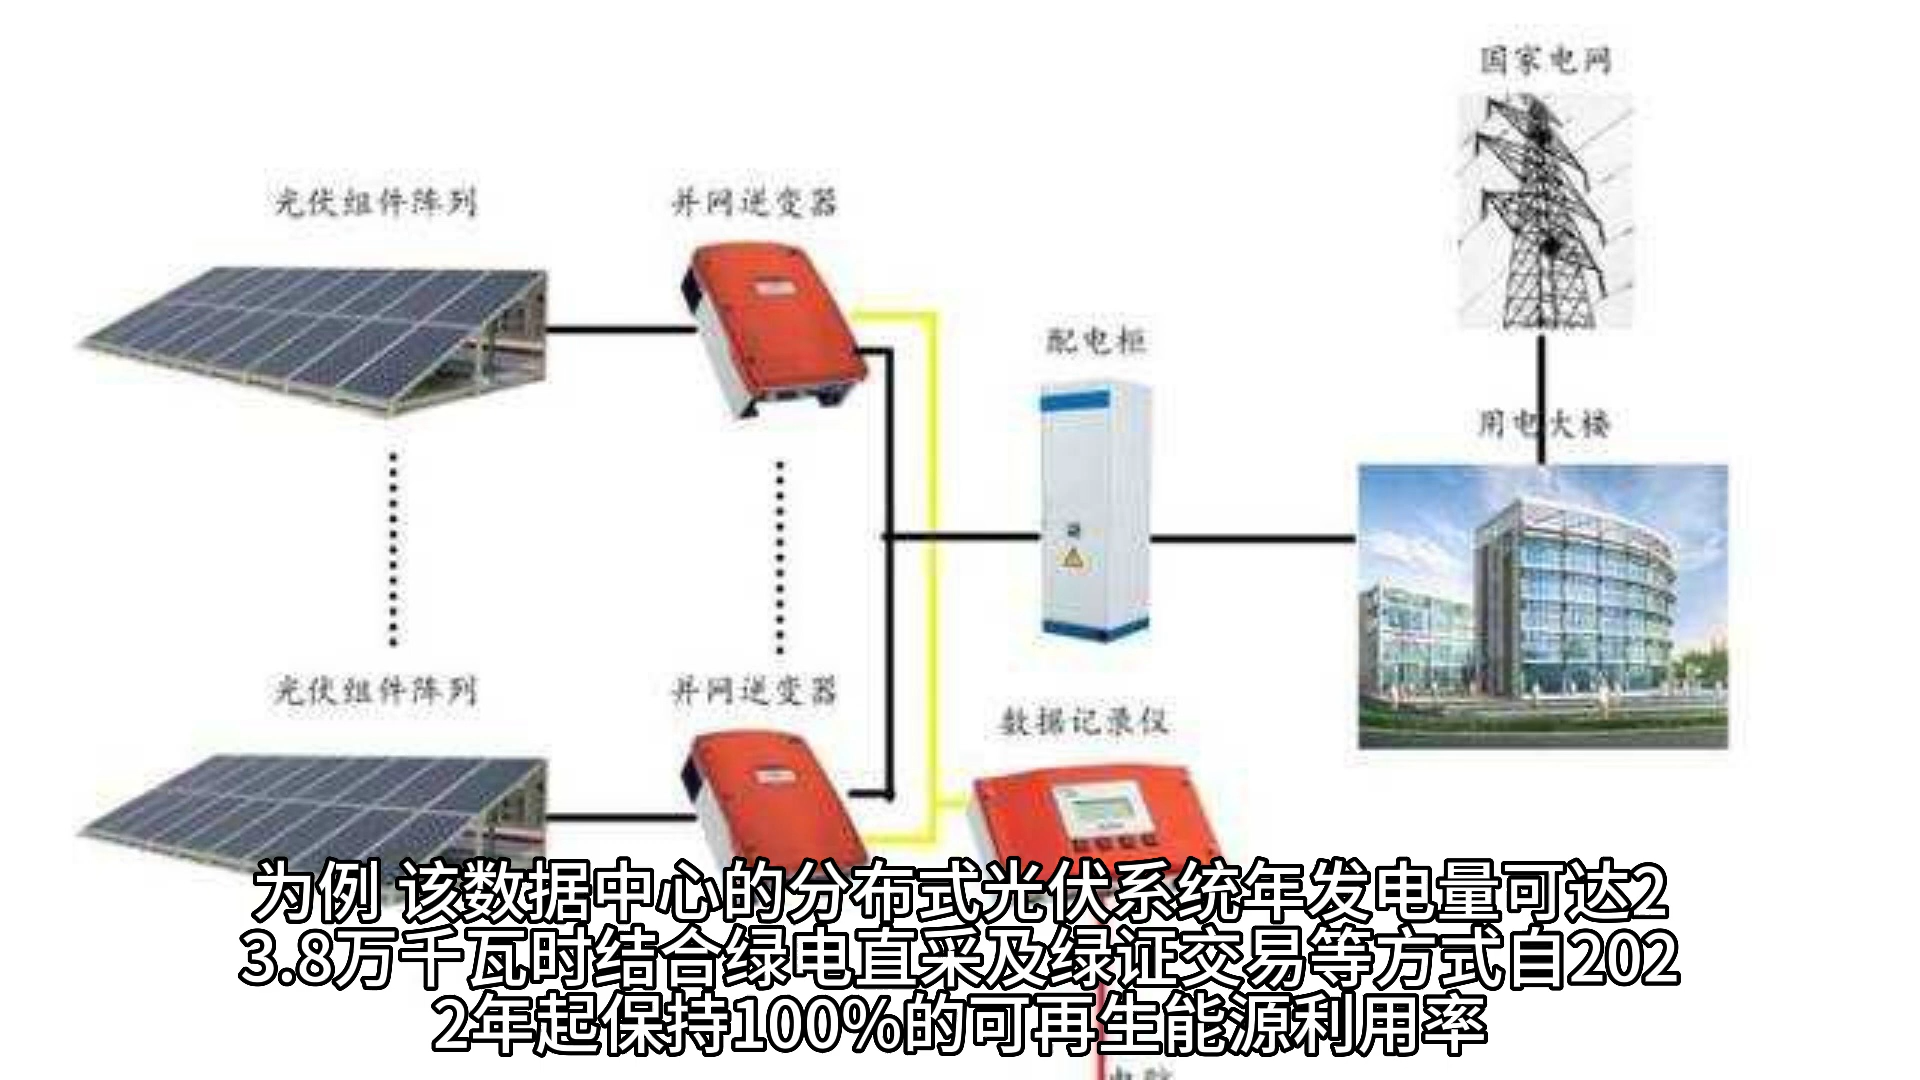 国家电网
光伏组件阵列
并网逆变器
配电柜
用电大楼
光伏组件阵列
并网逆变器
数据记录仪
为例 该数据中心的分布式光伏系统年发电量可达2
3.8万千瓦时结合绿电直采及绿证交易等方式自202
2年起保持100%的可再生能源利用率